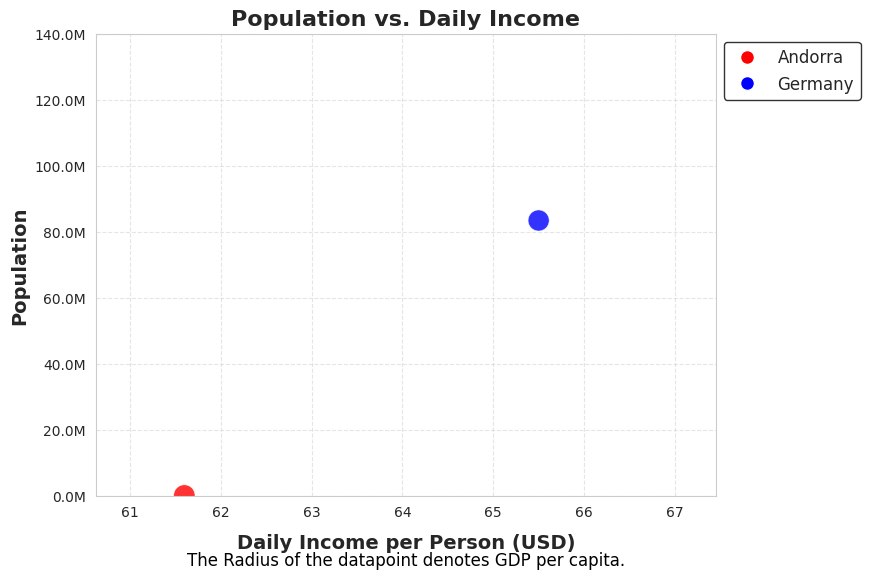 Population vs. Daily Income
140.0M
120.0M
100.0M
80.0M
60.0M
40.0M
20.0M
0.0M
Population
61 62 63 64 65 66 67
Daily Income per Person (USD)
The Radius of the datapoint denotes GDP per capita.
Andorra
Germany